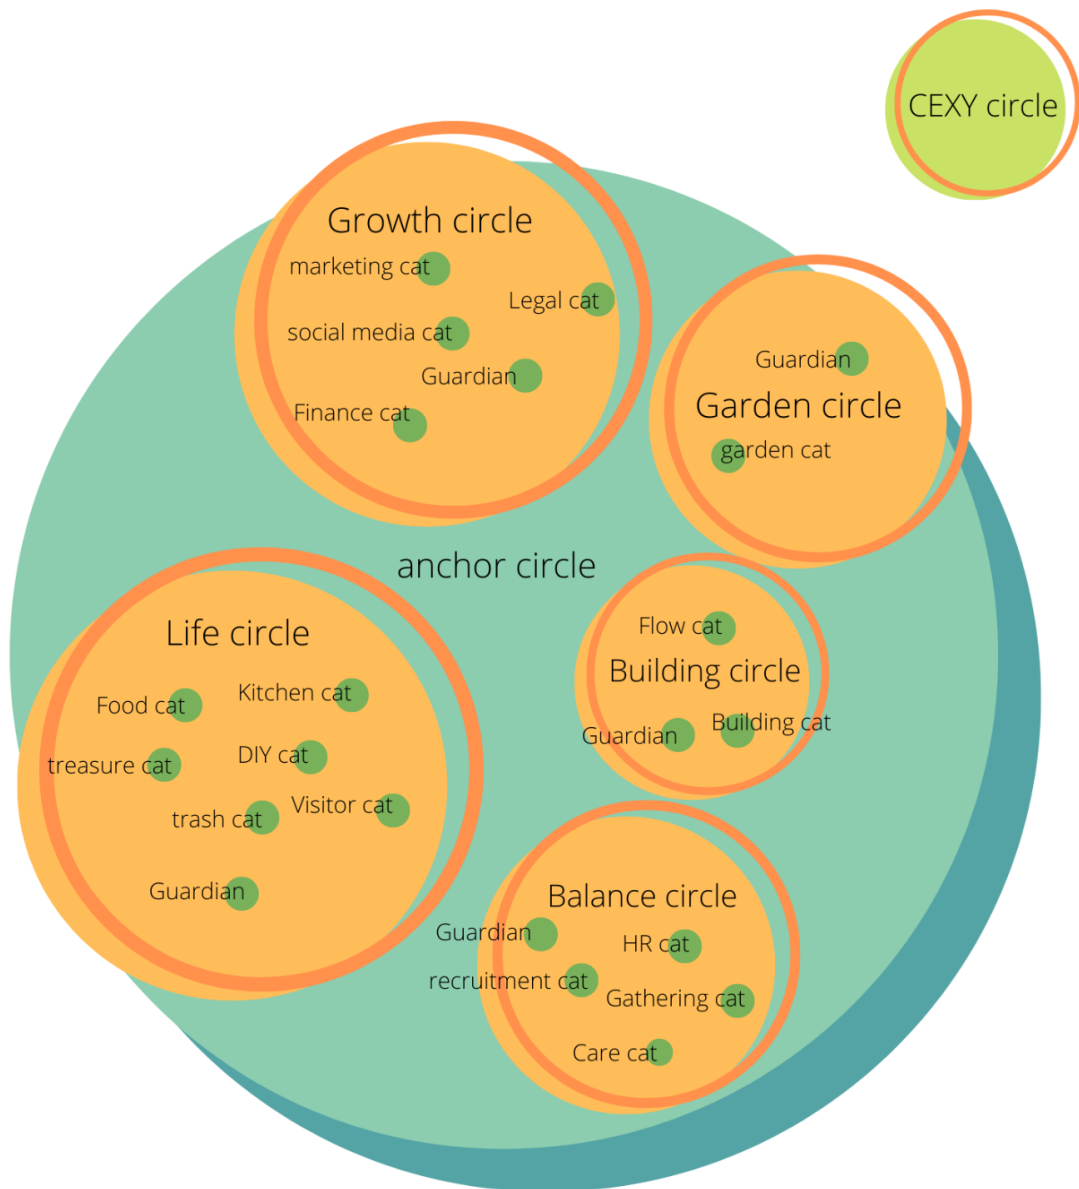 CEXY circle
Growth circle
marketing cat
Legal cat
social media cat
Guardian
Finance cat
Guardian
Garden circle
garden cat
anchor circle
Life circle
Food cat
Kitchen cat
treasure cat
DIY cat
trash cat
Visitor cat
Guardian
Flow cat
Building circle
Guardian
Building cat
Balance circle
Guardian
HR cat
recruitment cat
Gathering cat
Care cat